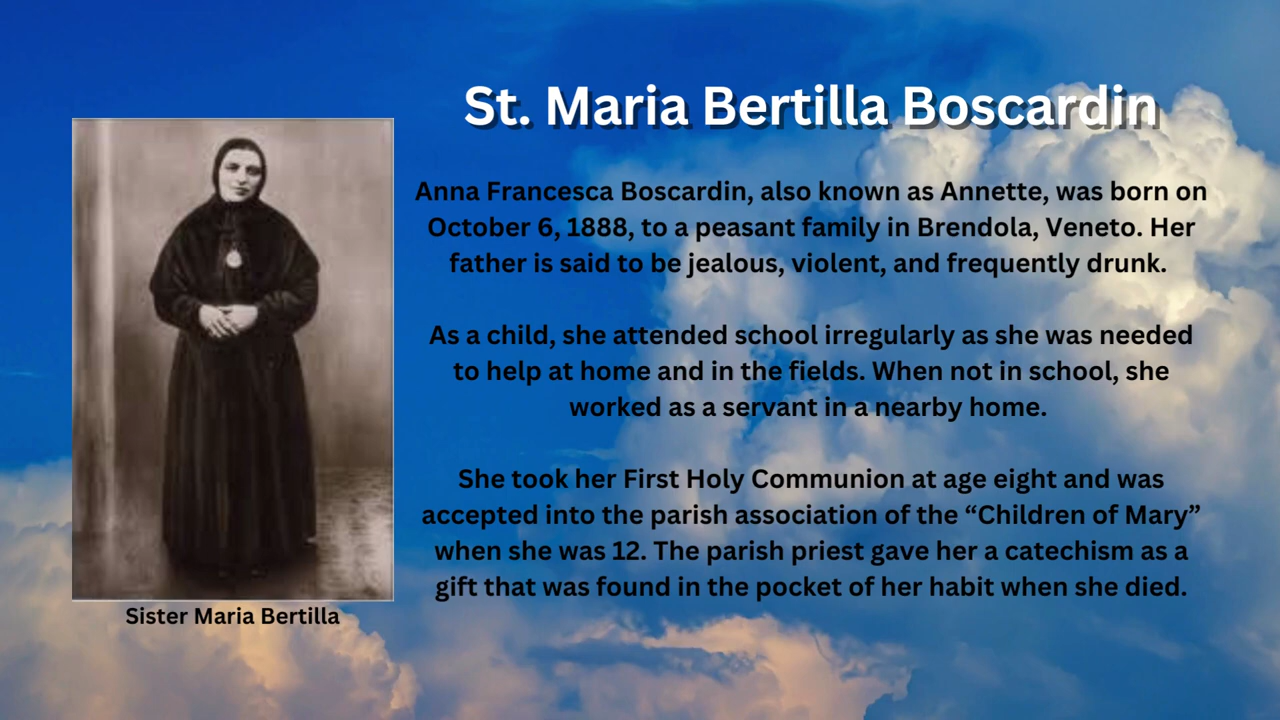 St. Maria Bertilla Boscardin
Anna Francesca Boscardin, also known as Annette, was born on
October 6, 1888, to a peasant family in Brendola, Veneto. Her
father is said to be jealous, violent, and frequently drunk.
As a child, she attended school irregularly as she was needed
to help at home and in the fields. When not in school, she
worked as a servant in a nearby home.
She took her First Holy Communion at age eight and was
accepted into the parish association of the “Children of Mary”
when she was 12. The parish priest gave her a catechism as a
gift that was found in the pocket of her habit when she died.
Sister Maria Bertilla